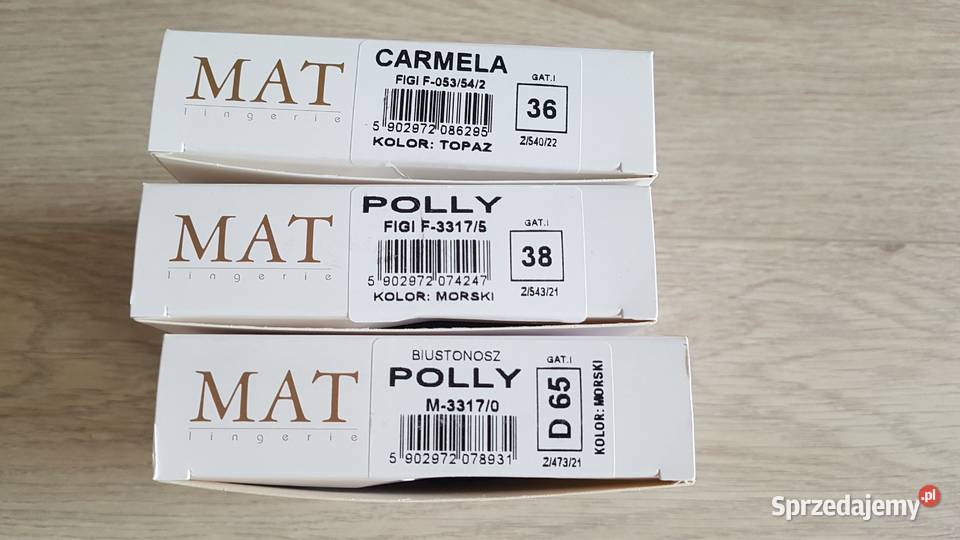 MAT
lingerie
CARMELA
FIGI F-053/54/2
5 902972 086295
KOLOR: TOPAZ
GAT.I
36
Z/540/22
MAT
lingerie
POLLY
FIGI F-3317/5
5 902972 074247
KOLOR: MORSKI
GAT.I
38
Z/543/21
MAT
lingerie
BIUSTONOSZ
POLLY
M-3317/0
5 902972 078931
GAT.I
D 65
Z/473/21
KOLOR: MORSKI
Sprzedajemy.pl